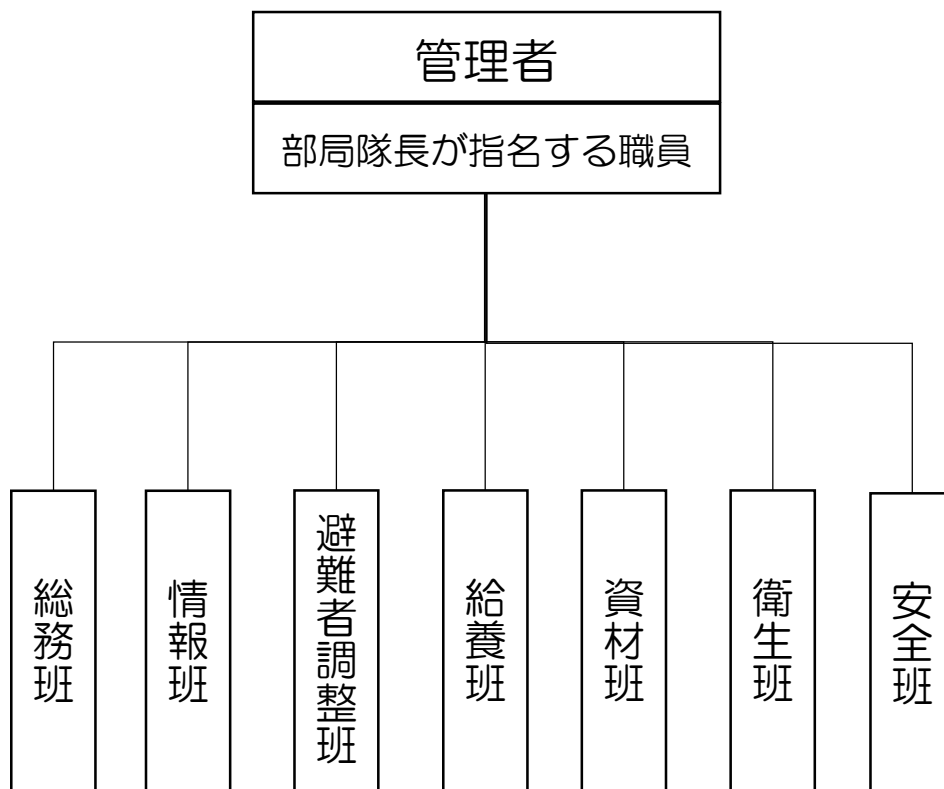 管理者
部局隊長が指名する職員
総務班
情報班
避難者調整班
給養班
資材班
衛生班
安全班